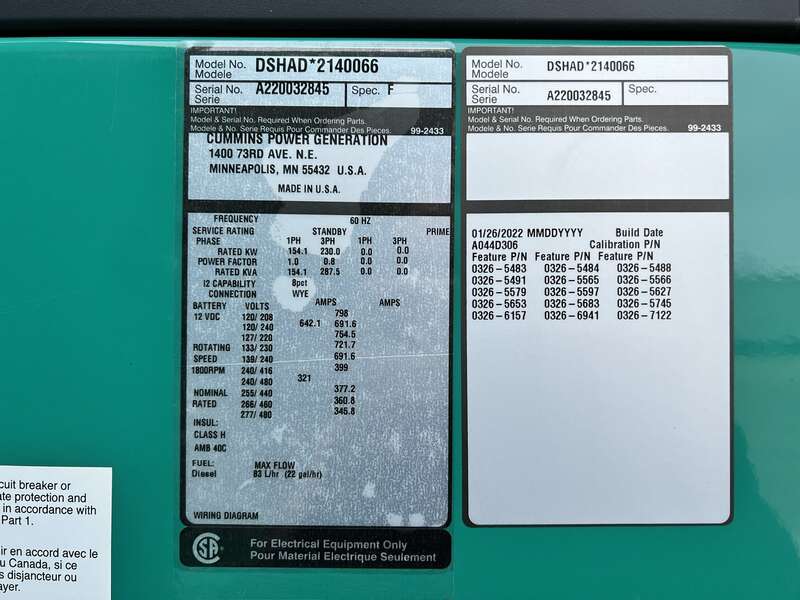 Model No. DSHAD*2140066
Modele
Serial No. A220032845 Spec. F
Serie
IMPORTANT!
Model & Serial No. Required When Ordering Parts.
Modele & No. Serie Requis Pour Commander Des Pieces. 99-2433
CUMMINS POWER GENERATION
1400 73RD AVE. N.E.
MINNEAPOLIS, MN 55432 U.S.A.
MADE IN U.S.A.
FREQUENCY 60 HZ
SERVICE RATING STANDBY PRIME
PHASE 1PH 3PH 1PH 3PH
RATED KW 154.1 230.0 0.0 0.0
POWER FACTOR 1.0 0.8 0.0 0.0
RATED KVA 154.1 287.5 0.0 0.0
I2 CAPABILITY 8pct
CONNECTION WYE
BATTERY VOLTS AMPS AMPS
12 VDC 120/ 208 798
120/ 240 642.1 691.6
127/ 220 754.5
ROTATING 133/ 230 721.7
SPEED 139/ 240 691.6
1800RPM 240/ 416 399
240/ 480 321
NOMINAL 255/ 440 377.2
RATED 266/ 460 360.8
277/ 480 345.8
INSUL:
CLASS H
AMB 40C
FUEL: MAX FLOW
Diesel 83 L/hr (22 gal/hr)
WIRING DIAGRAM
CSA
For Electrical Equipment Only
Pour Material Electrique Seulement
Model No. DSHAD*2140066
Modele
Serial No. A220032845 Spec.
Serie
IMPORTANT!
Model & Serial No. Required When Ordering Parts.
Modele & No. Serie Requis Pour Commander Des Pieces. 99-2433
01/26/2022 MMDDYYYY Build Date
A044D306 Calibration P/N
Feature P/N Feature P/N Feature P/N
0326-5483 0326-5484 0326-5488
0326-5491 0326-5565 0326-5566
0326-5579 0326-5597 0326-5627
0326-5653 0326-5683 0326-5745
0326-6157 0326-6941 0326-7122
cuit breaker or
ate protection and
in accordance with
Part 1.
ir en accord avec le
u Canada, si ce
s disjancteur ou
ayer.